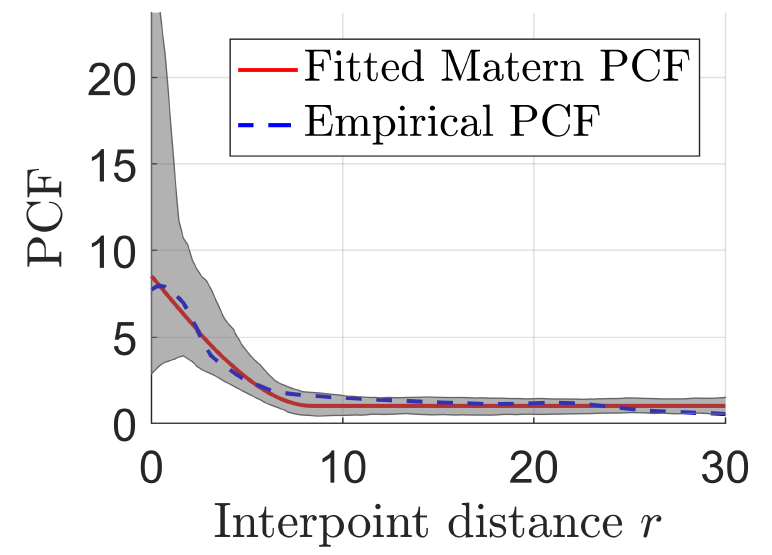 Fitted Matern PCF
Empirical PCF
PCF
20
15
10
5
0
0 10 20 30
Interpoint distance r